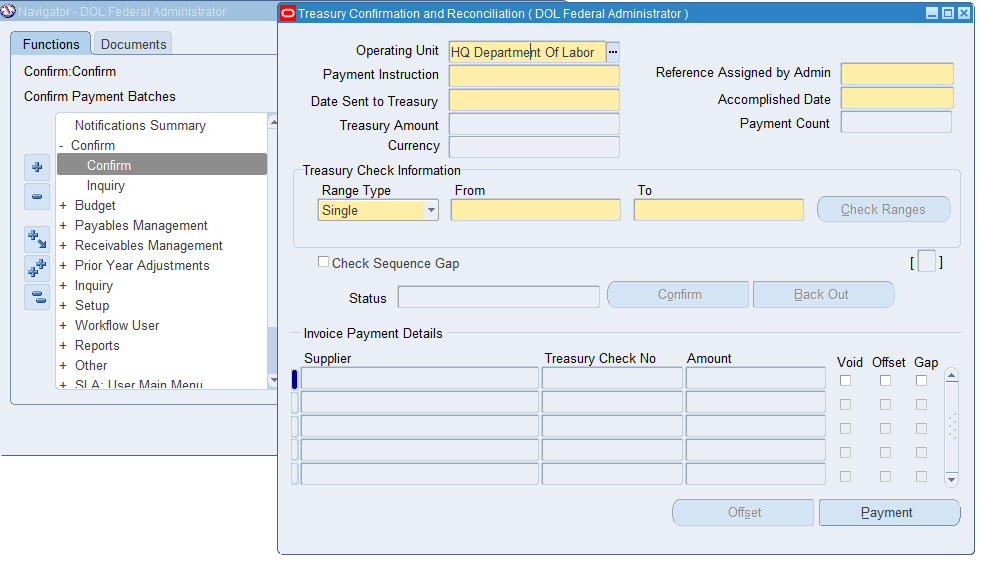 Navigator - DOL Federal Administrator
Functions
Documents
Confirm:Confirm
Confirm Payment Batches
Notifications Summary
- Confirm
Confirm
Inquiry
+ Budget
+ Payables Management
+ Receivables Management
+ Prior Year Adjustments
+ Inquiry
+ Setup
+ Workflow User
+ Reports
+ Other
+ SLA: User Main Menu
Treasury Confirmation and Reconciliation ( DOL Federal Administrator )
Operating Unit HQ Department Of Labor ...
Payment Instruction
Reference Assigned by Admin
Date Sent to Treasury
Accomplished Date
Treasury Amount
Payment Count
Currency
Treasury Check Information
Range Type From To
Single
Check Ranges
Check Sequence Gap
[ ]
Status
Confirm
Back Out
Invoice Payment Details
Supplier Treasury Check No Amount Void Offset Gap
Offset
Payment